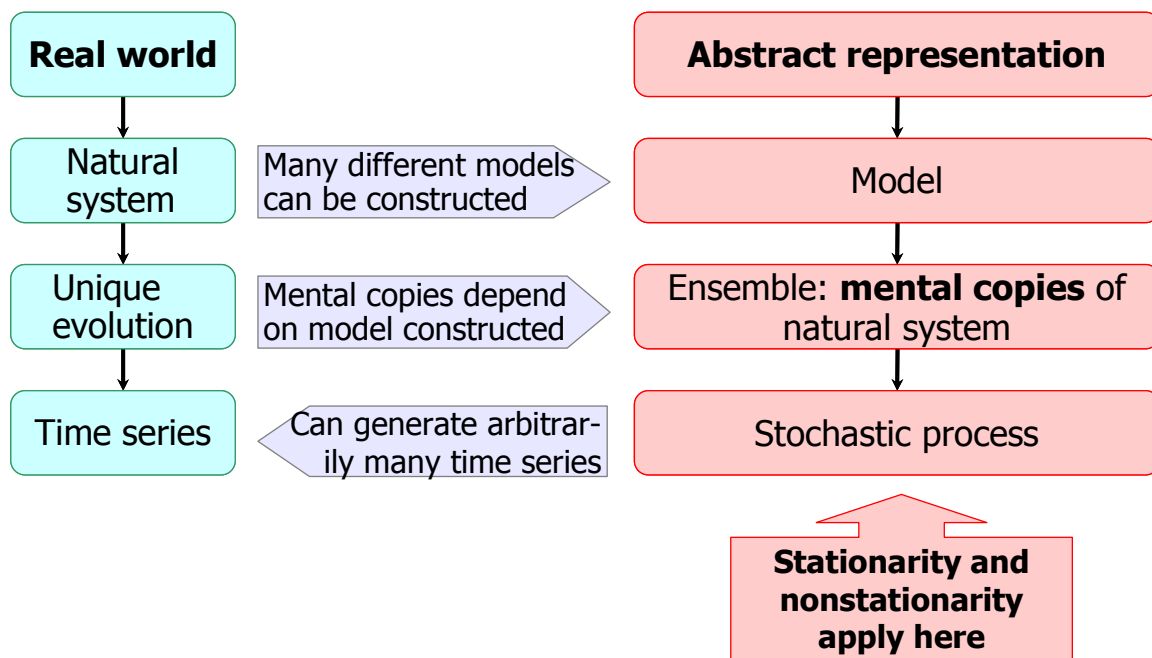 Real world
Abstract representation
Natural
system
Many different models
can be constructed
Model
Unique
evolution
Mental copies depend
on model constructed
Ensemble: mental copies of
natural system
Time series
Can generate arbitrar-
ily many time series
Stochastic process
Stationarity and
nonstationarity
apply here